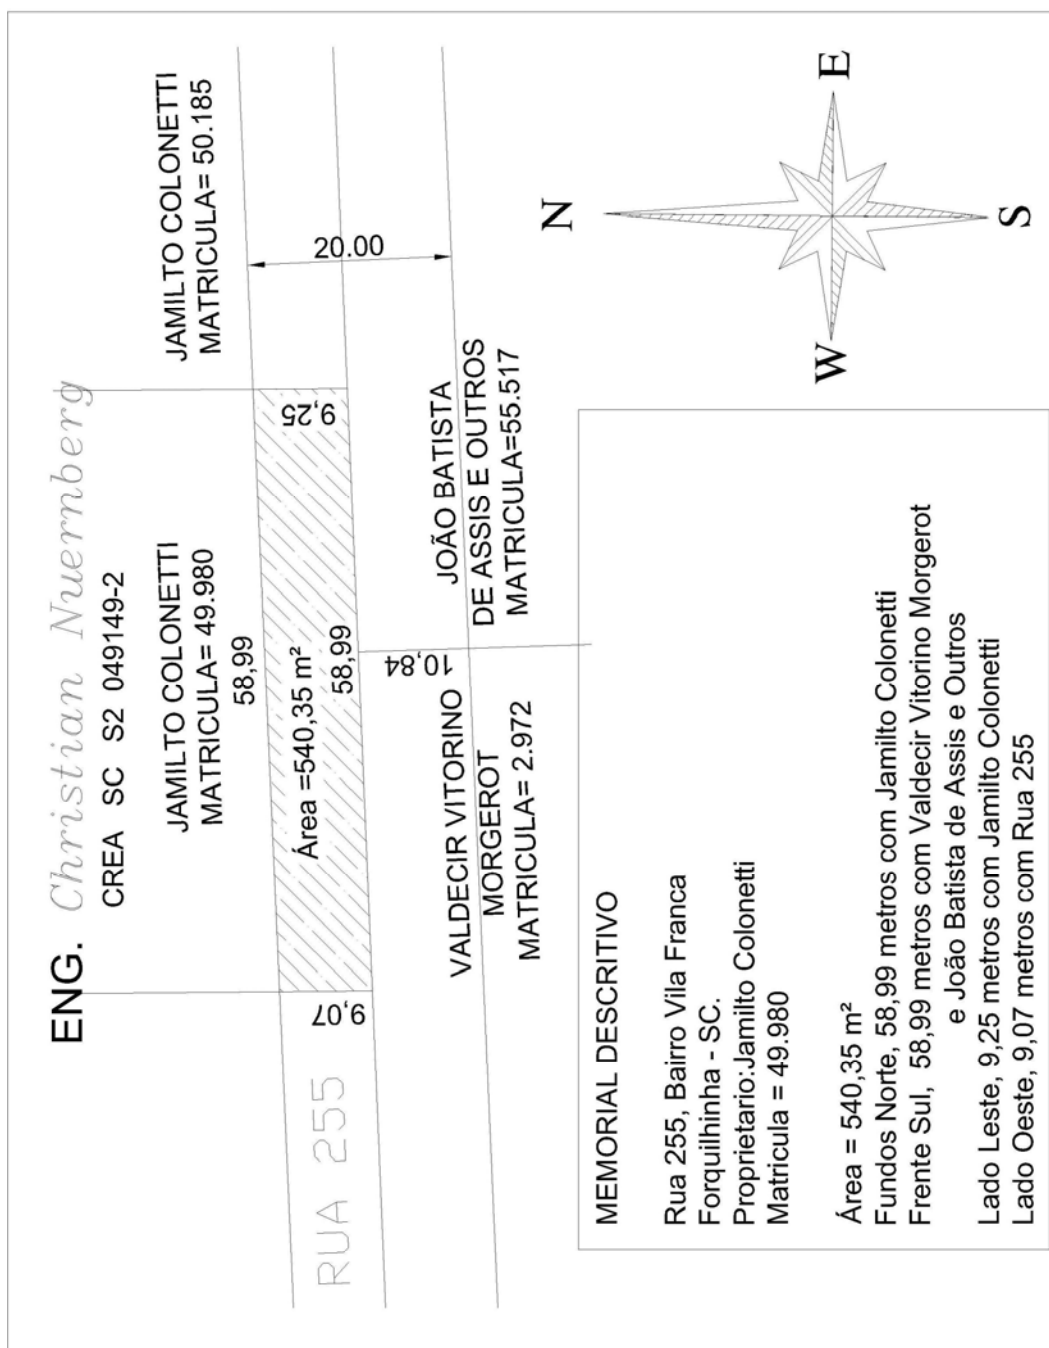 ENG. Christian Nuernberg
CREA SC S2 049149-2
JAMILTO COLONETTI
MATRICULA= 49.980
58,99
JAMILTO COLONETTI
MATRICULA= 50.185
RUA 255
9,07
Área =540,35 m²
58,99
9,25
20.00
10,84
VALDECIR VITORINO
MORGEROT
MATRICULA= 2.972
JOÃO BATISTA
DE ASSIS E OUTROS
MATRICULA=55.517
MEMORIAL DESCRITIVO
Rua 255, Bairro Vila Franca
Forquilhinha - SC.
Proprietario:Jamilto Colonetti
Matricula = 49.980
Área = 540,35 m²
Fundos Norte, 58,99 metros com Jamilto Colonetti
Frente Sul, 58,99 metros com Valdecir Vitorino Morgerot
e João Batista de Assis e Outros
Lado Leste, 9,25 metros com Jamilto Colonetti
Lado Oeste, 9,07 metros com Rua 255
N
W
E
S